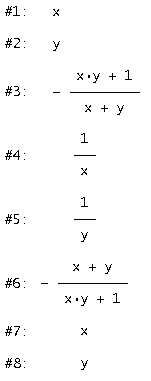 #1: x
#2: y
#3: - (x·y + 1) / (x + y)
#4: 1 / x
#5: 1 / y
#6: - (x + y) / (x·y + 1)
#7: x
#8: y